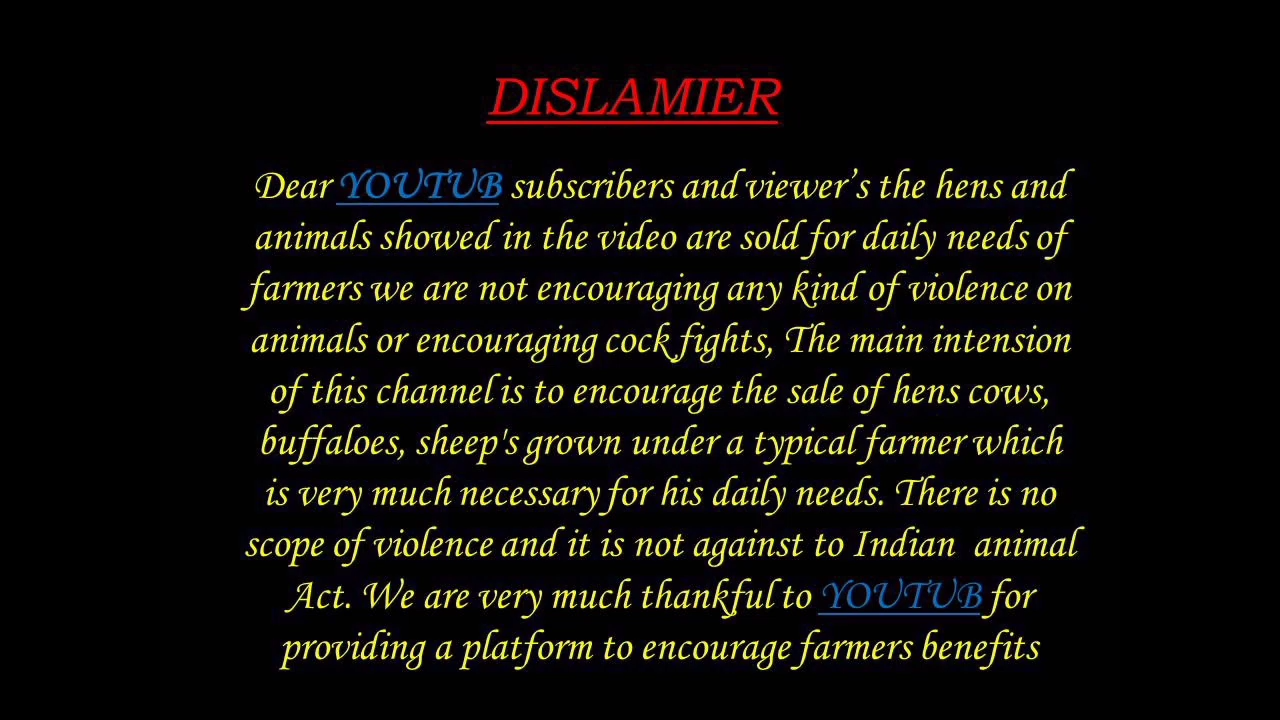 DISLAMIER
Dear YOUTUB subscribers and viewer’s the hens and
animals showed in the video are sold for daily needs of
farmers we are not encouraging any kind of violence on
animals or encouraging cock fights, The main intension
of this channel is to encourage the sale of hens cows,
buffaloes, sheep's grown under a typical farmer which
is very much necessary for his daily needs. There is no
scope of violence and it is not against to Indian  animal
Act. We are very much thankful to YOUTUB for
providing a platform to encourage farmers benefits